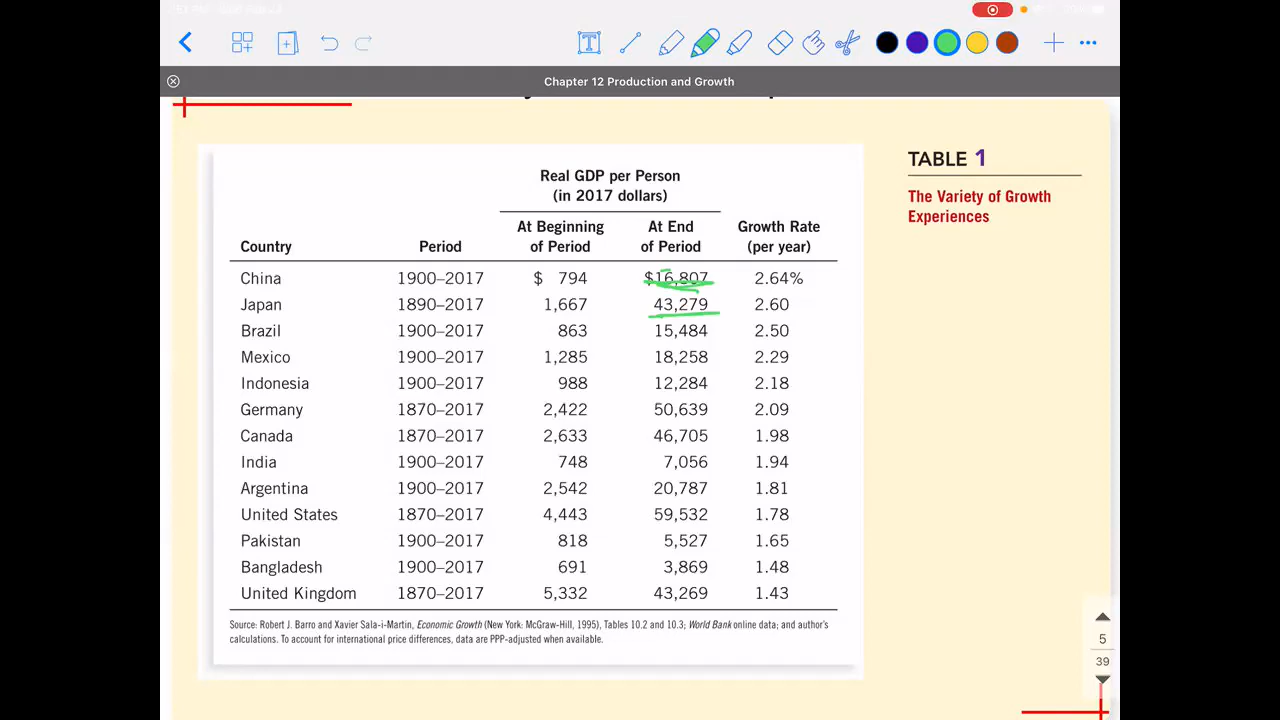 Chapter 12 Production and Growth
TABLE 1
The Variety of Growth
Experiences
Real GDP per Person
(in 2017 dollars)
At Beginning At End Growth Rate
Country Period of Period of Period (per year)
China 1900–2017 $ 794 $16,807 2.64%
Japan 1890–2017 1,667 43,279 2.60
Brazil 1900–2017 863 15,484 2.50
Mexico 1900–2017 1,285 18,258 2.29
Indonesia 1900–2017 988 12,284 2.18
Germany 1870–2017 2,422 50,639 2.09
Canada 1870–2017 2,633 46,705 1.98
India 1900–2017 748 7,056 1.94
Argentina 1900–2017 2,542 20,787 1.81
United States 1870–2017 4,443 59,532 1.78
Pakistan 1900–2017 818 5,527 1.65
Bangladesh 1900–2017 691 3,869 1.48
United Kingdom 1870–2017 5,332 43,269 1.43
Source: Robert J. Barro and Xavier Sala-i-Martin, Economic Growth (New York: McGraw-Hill, 1995), Tables 10.2 and 10.3; World Bank online data; and author's
calculations. To account for international price differences, data are PPP-adjusted when available.
5
39